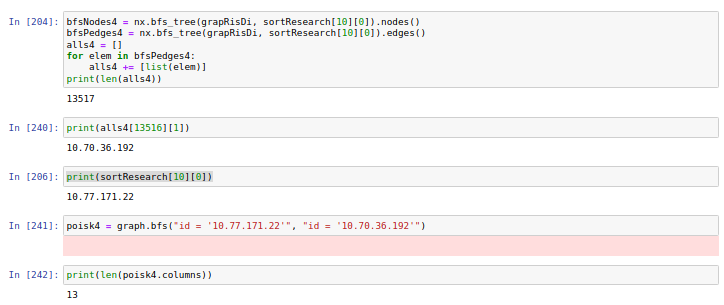 In [204]: bfsNodes4 = nx.bfs_tree(grapRisDi, sortResearch[10][0]).nodes()
bfsPedges4 = nx.bfs_tree(grapRisDi, sortResearch[10][0]).edges()
alls4 = []
for elem in bfsPedges4:
    alls4 += [list(elem)]
print(len(alls4))
13517
In [240]: print(alls4[13516][1])
10.70.36.192
In [206]: print(sortResearch[10][0])
10.77.171.22
In [241]: poisk4 = graph.bfs("id = '10.77.171.22'", "id = '10.70.36.192'")
In [242]: print(len(poisk4.columns))
13